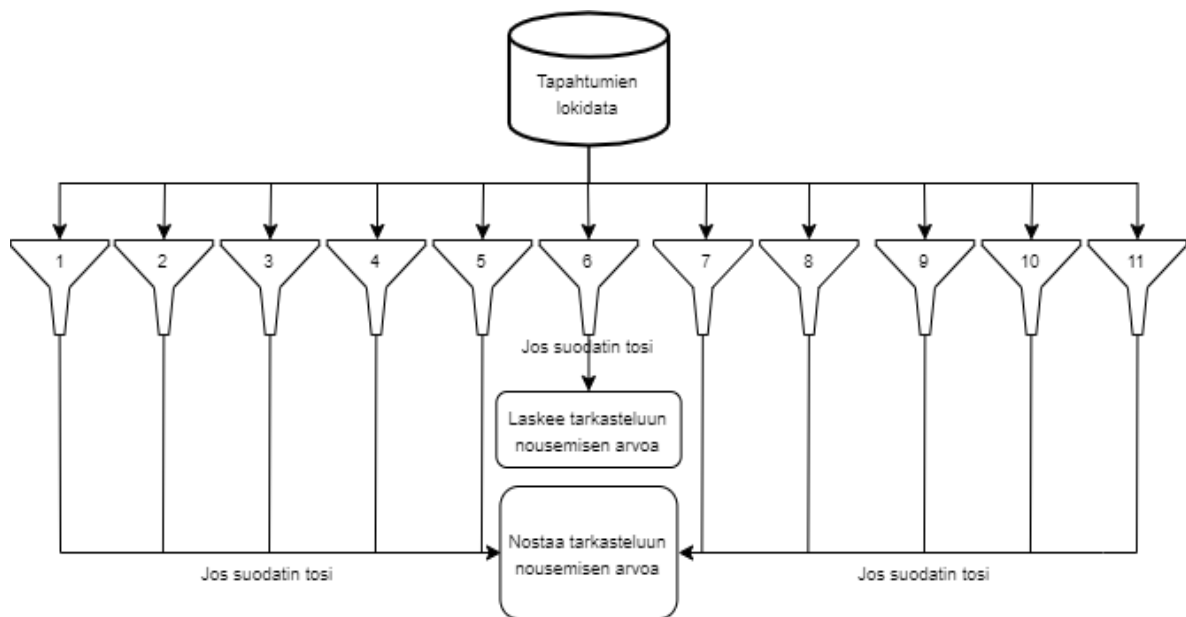 Tapahtumien
lokidata
1
2
3
4
5
6
7
8
9
10
11
Jos suodatin tosi
Laskee tarkasteluun
nousemisen arvoa
Nostaa tarkasteluun
nousemisen arvoa
Jos suodatin tosi
Jos suodatin tosi